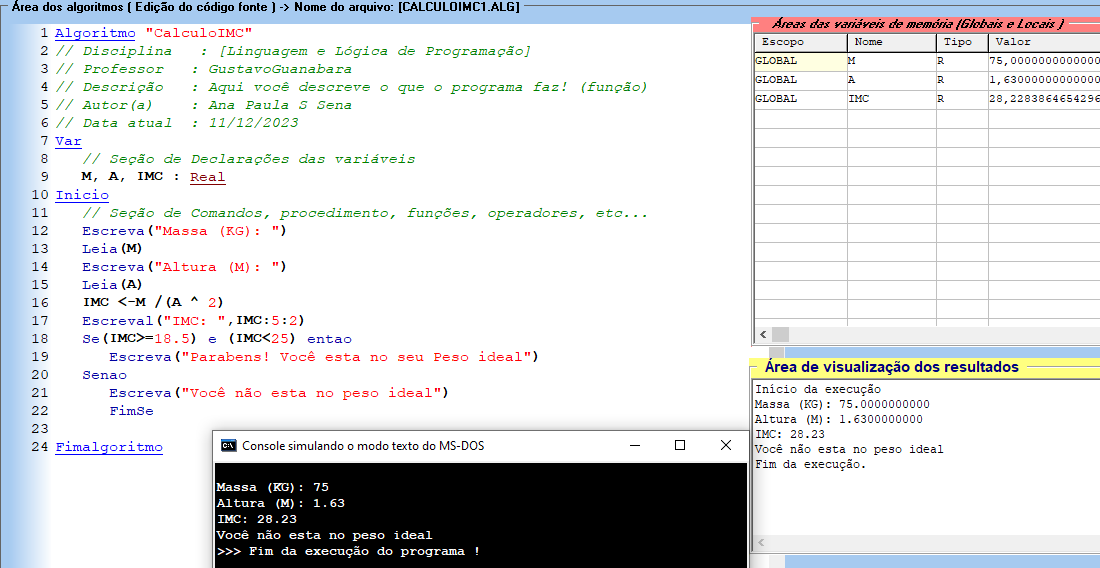 Área dos algoritmos ( Edição do código fonte ) -> Nome do arquivo: [CALCULOIMC1.ALG]
1 Algoritmo "CalculoIMC"
2 // Disciplina   : [Linguagem e Lógica de Programação]
3 // Professor   : GustavoGuanabara
4 // Descrição   : Aqui você descreve o que o programa faz! (função)
5 // Autor(a)    : Ana Paula S Sena
6 // Data atual  : 11/12/2023
7 Var
8    // Seção de Declarações das variáveis
9    M, A, IMC : Real
10 Inicio
11    // Seção de Comandos, procedimento, funções, operadores, etc...
12    Escreva("Massa (KG): ")
13    Leia(M)
14    Escreva("Altura (M): ")
15    Leia(A)
16    IMC <-M /(A ^ 2)
17    Escreval("IMC: ",IMC:5:2)
18    Se(IMC>=18.5) e (IMC<25) entao
19       Escreva("Parabens! Você esta no seu Peso ideal")
20    Senao
21       Escreva("Você não esta no peso ideal")
22       FimSe
23
24 Fimalgoritmo
Console simulando o modo texto do MS-DOS
Massa (KG): 75
Altura (M): 1.63
IMC: 28.23
Você não esta no peso ideal
>>> Fim da execução do programa !
Áreas das variáveis de memória (Globais e Locais )
Escopo Nome Tipo Valor
GLOBAL M R 75,0000000000000
GLOBAL A R 1,63000000000000
GLOBAL IMC R 28,2283864654296
Área de visualização dos resultados
Início da execução
Massa (KG): 75.0000000000
Altura (M): 1.6300000000
IMC: 28.23
Você não esta no peso ideal
Fim da execução.